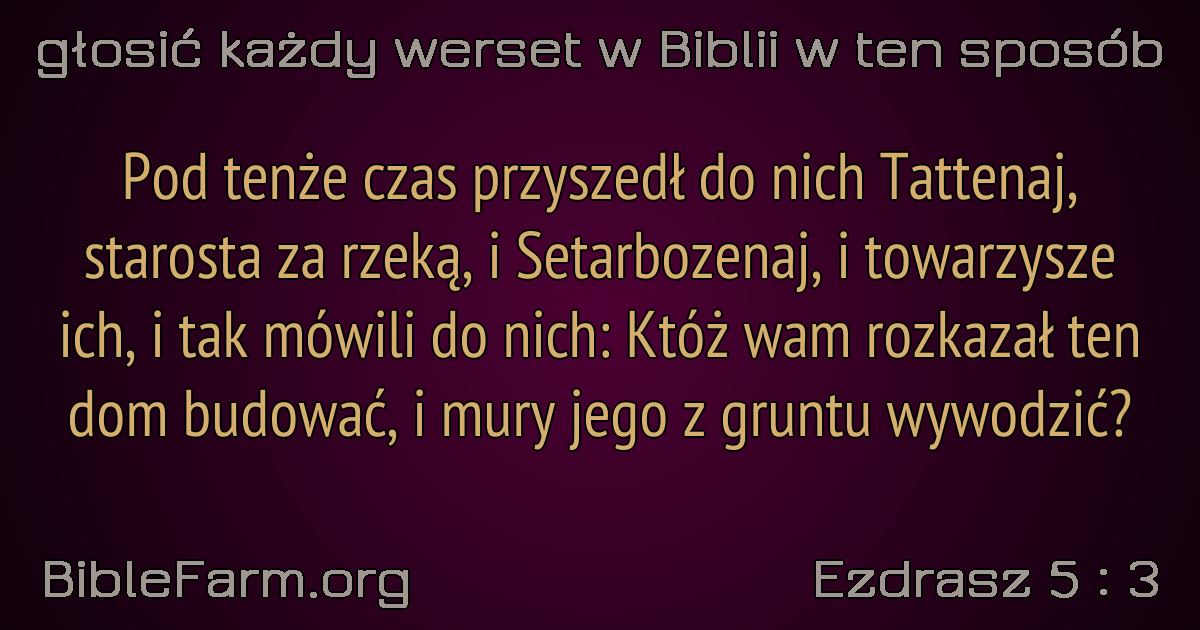 głosić każdy werset w Biblii w ten sposób
Pod tenże czas przyszedł do nich Tattenaj,
starosta za rzeką, i Setarbozenaj, i towarzysze
ich, i tak mówili do nich: Któż wam rozkazał ten
dom budować, i mury jego z gruntu wywodzić?
BibleFarm.org
Ezdrasz 5 : 3